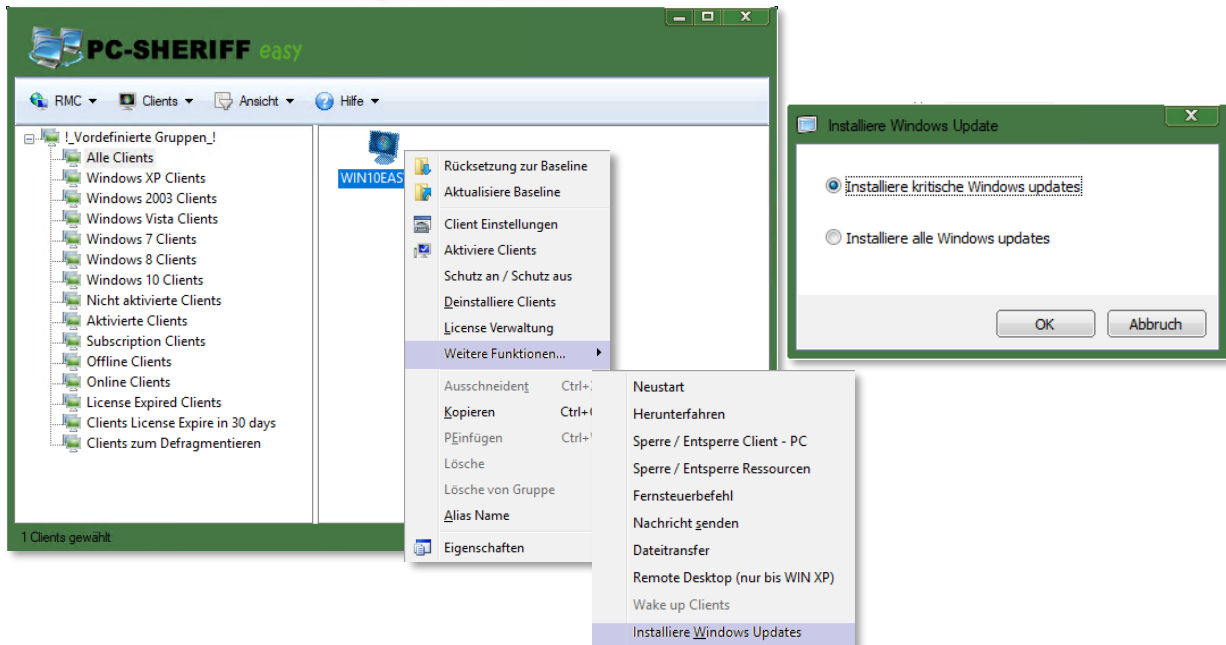 PC-SHERIFF easy
RMC Clients Ansicht Hilfe
!_Vordefinierte Gruppen_!
Alle Clients
Windows XP Clients
Windows 2003 Clients
Windows Vista Clients
Windows 7 Clients
Windows 8 Clients
Windows 10 Clients
Nicht aktivierte Clients
Aktivierte Clients
Subscription Clients
Offline Clients
Online Clients
License Expired Clients
Clients License Expire in 30 days
Clients zum Defragmentieren
1 Clients gewählt
WIN10EAS
Rücksetzung zur Baseline
Aktualisiere Baseline
Client Einstellungen
Aktiviere Clients
Schutz an / Schutz aus
Deinstalliere Clients
License Verwaltung
Weitere Funktionen...
Ausschneident Ctrl+
Kopieren Ctrl+
PEinfügen Ctrl+
Lösche
Lösche von Gruppe
Alias Name
Eigenschaften
Neustart
Herunterfahren
Sperre / Entsperre Client - PC
Sperre / Entsperre Ressourcen
Fernsteuerbefehl
Nachricht senden
Dateitransfer
Remote Desktop (nur bis WIN XP)
Wake up Clients
Installiere Windows Updates
Installiere Windows Update
Installiere kritische Windows updates
Installiere alle Windows updates
OK Abbruch